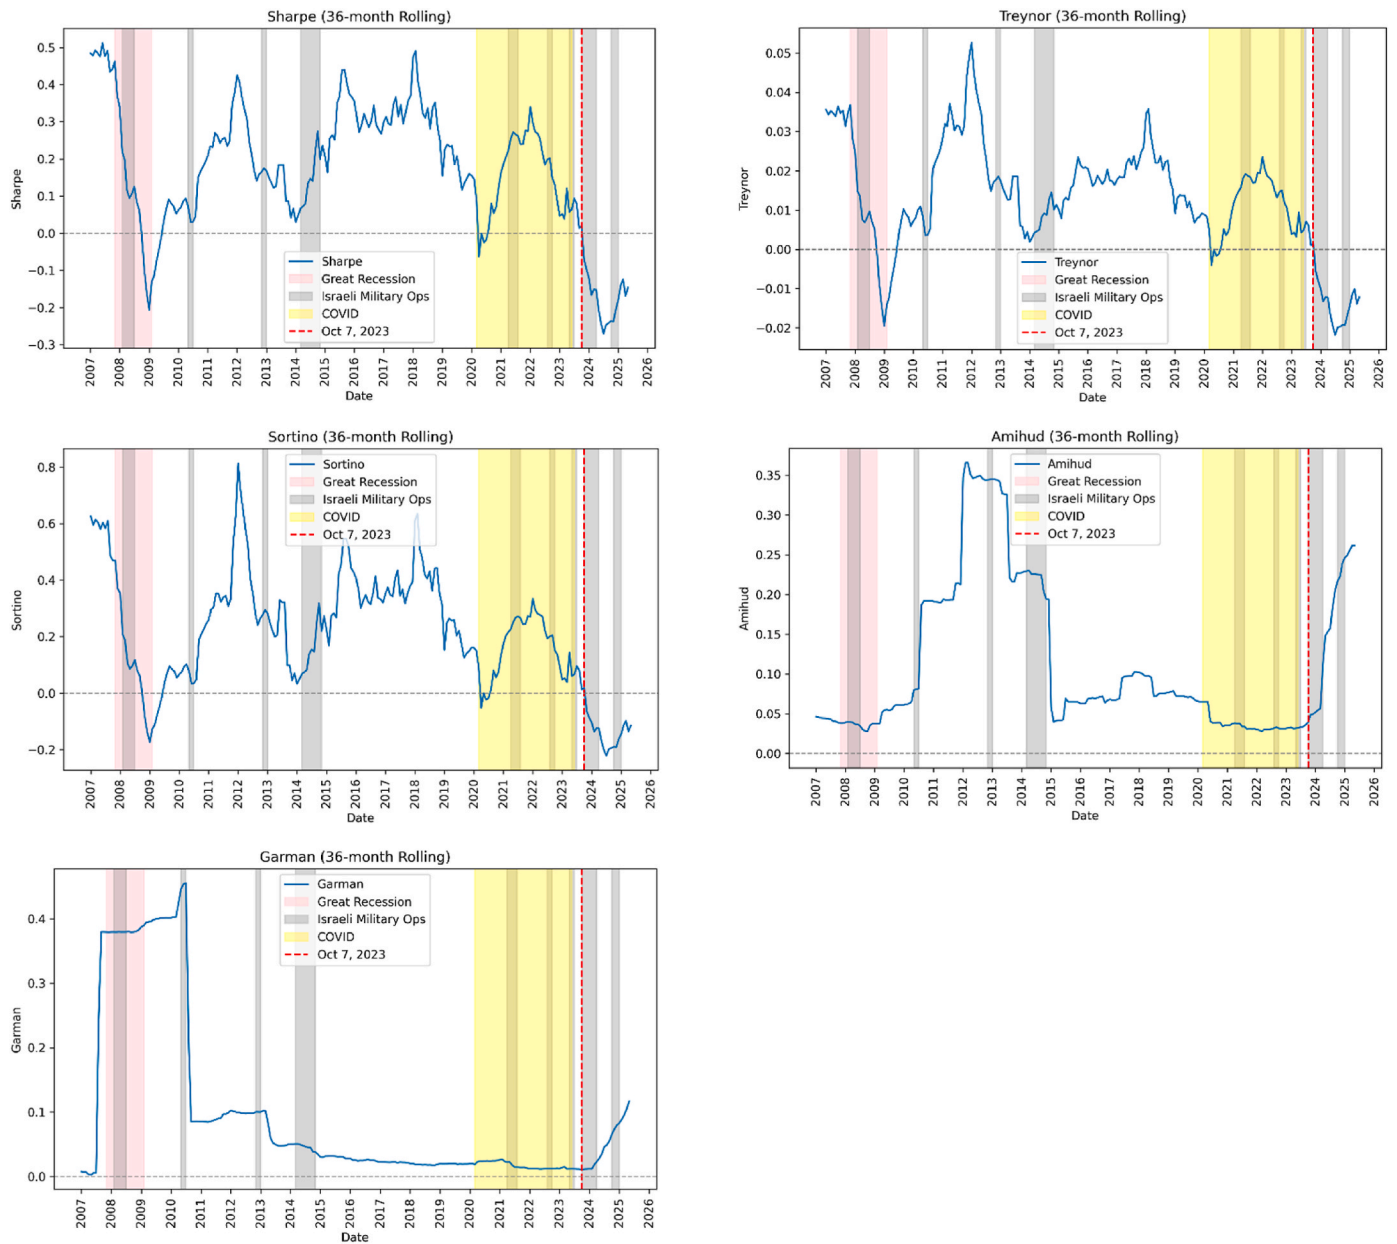 Sharpe (36-month Rolling)
0.5
0.4
0.3
0.2
0.1
0.0
−0.1
−0.2
−0.3
Sharpe
Sharpe
Great Recession
Israeli Military Ops
COVID
Oct 7, 2023
2007 2008 2009 2010 2011 2012 2013 2014 2015 2016 2017 2018 2019 2020 2021 2022 2023 2024 2025 2026
Date
Treynor (36-month Rolling)
0.05
0.04
0.03
0.02
0.01
0.00
−0.01
−0.02
Treynor
Treynor
Great Recession
Israeli Military Ops
COVID
Oct 7, 2023
2007 2008 2009 2010 2011 2012 2013 2014 2015 2016 2017 2018 2019 2020 2021 2022 2023 2024 2025 2026
Date
Sortino (36-month Rolling)
0.8
0.6
0.4
0.2
0.0
−0.2
Sortino
Sortino
Great Recession
Israeli Military Ops
COVID
Oct 7, 2023
2007 2008 2009 2010 2011 2012 2013 2014 2015 2016 2017 2018 2019 2020 2021 2022 2023 2024 2025 2026
Date
Amihud (36-month Rolling)
0.35
0.30
0.25
0.20
0.15
0.10
0.05
0.00
Amihud
Amihud
Great Recession
Israeli Military Ops
COVID
Oct 7, 2023
2007 2008 2009 2010 2011 2012 2013 2014 2015 2016 2017 2018 2019 2020 2021 2022 2023 2024 2025 2026
Date
Garman (36-month Rolling)
0.4
0.3
0.2
0.1
0.0
Garman
Garman
Great Recession
Israeli Military Ops
COVID
Oct 7, 2023
2007 2008 2009 2010 2011 2012 2013 2014 2015 2016 2017 2018 2019 2020 2021 2022 2023 2024 2025 2026
Date